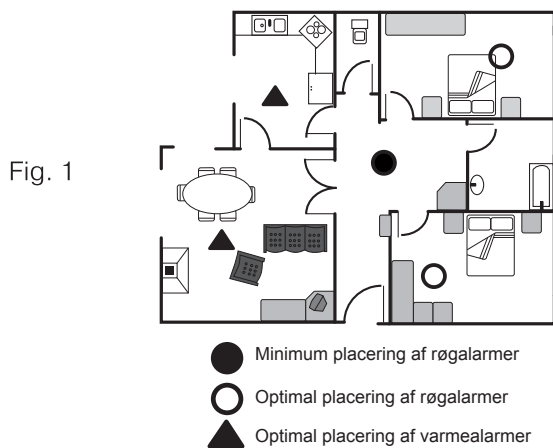 Fig. 1
Minimum placering af røgalarmer
Optimal placering af røgalarmer
Optimal placering af varmealarmer